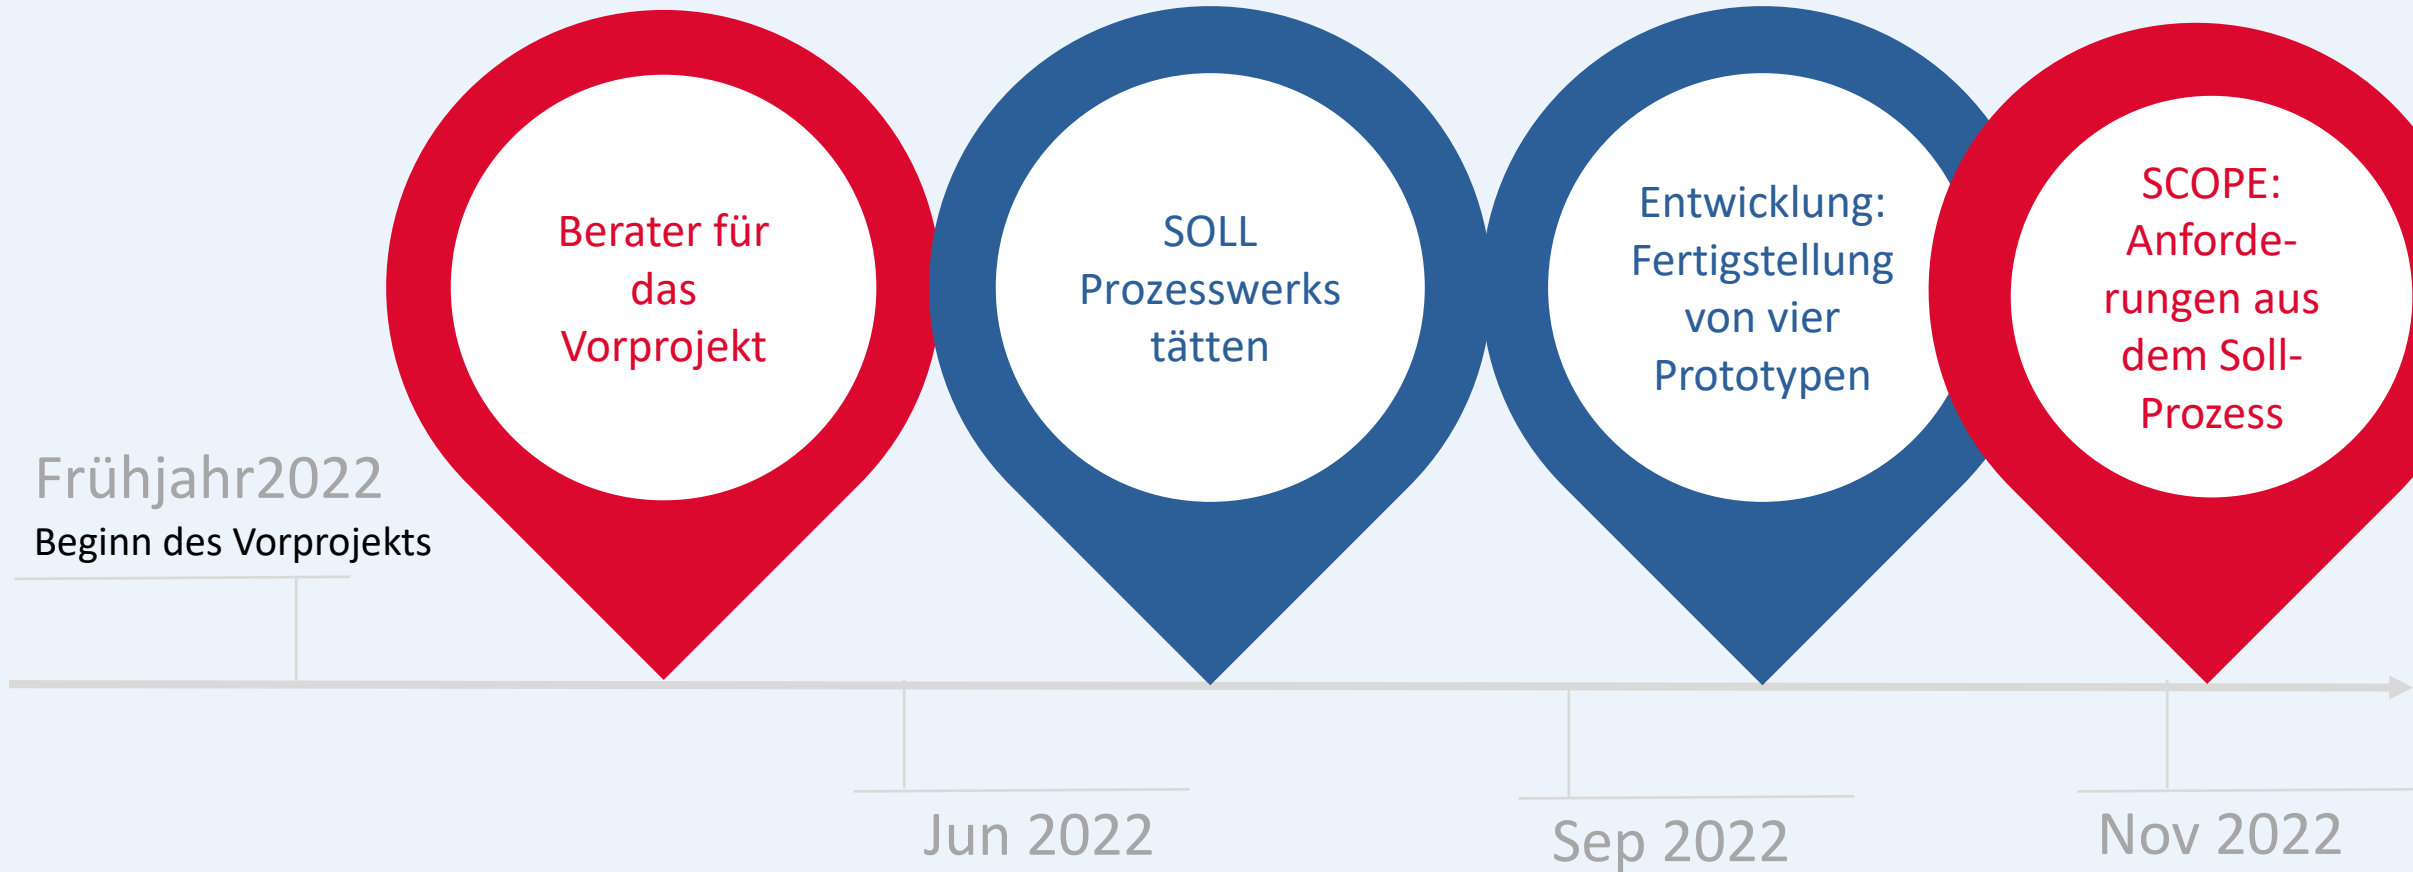 Frühjahr2022
Beginn des Vorprojekts
Berater für
das
Vorprojekt
SOLL
Prozesswerks
tätten
Entwicklung:
Fertigstellung
von vier
Prototypen
SCOPE:
Anforde-
rungen aus
dem Soll-
Prozess
Jun 2022
Sep 2022
Nov 2022